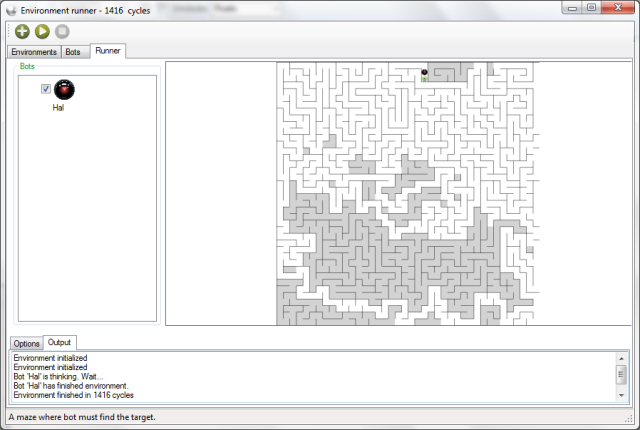 Environment runner - 1416 cycles
Environments Bots Runner
Bots
Hal
Options Output
Environment initialized
Environment initialized
Bot 'Hal' is thinking. Wait...
Bot 'Hal' has finished environment.
Environment finished in 1416 cycles
A maze where bot must find the target.